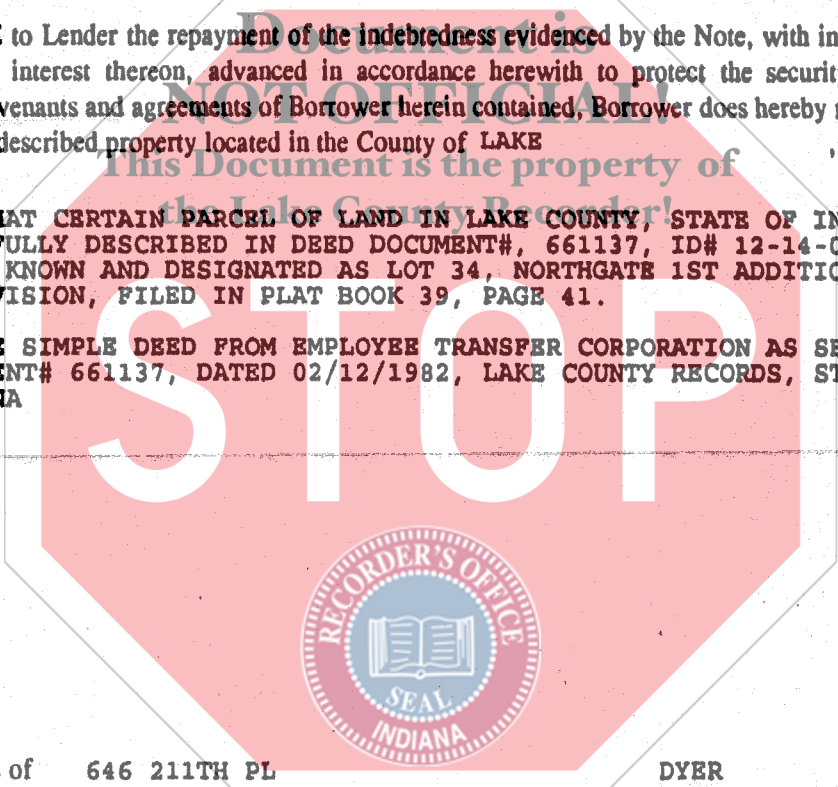 to Lender the repayment of the indebtedness evidenced by the Note, with in
Document is
interest thereon, advanced in accordance herewith to protect the securit
venants and agreements of Borrower herein contained, Borrower does hereby
NOT OFFICIAL!
described property located in the County of LAKE ,
This Document is the property of
the Lake County Recorder!
AT CERTAIN PARCEL OF LAND IN LAKE COUNTY, STATE OF IN
FULLY DESCRIBED IN DEED DOCUMENT#, 661137, ID# 12-14-0
KNOWN AND DESIGNATED AS LOT 34, NORTHGATE 1ST ADDITIO
VISION, FILED IN PLAT BOOK 39, PAGE 41.
SIMPLE DEED FROM EMPLOYEE TRANSFER CORPORATION AS SE
ENT# 661137, DATED 02/12/1982, LAKE COUNTY RECORDS, ST
NA
STOP
RECORDER'S OFFICE
SEAL
INDIANA
of 646 211TH PL DYER